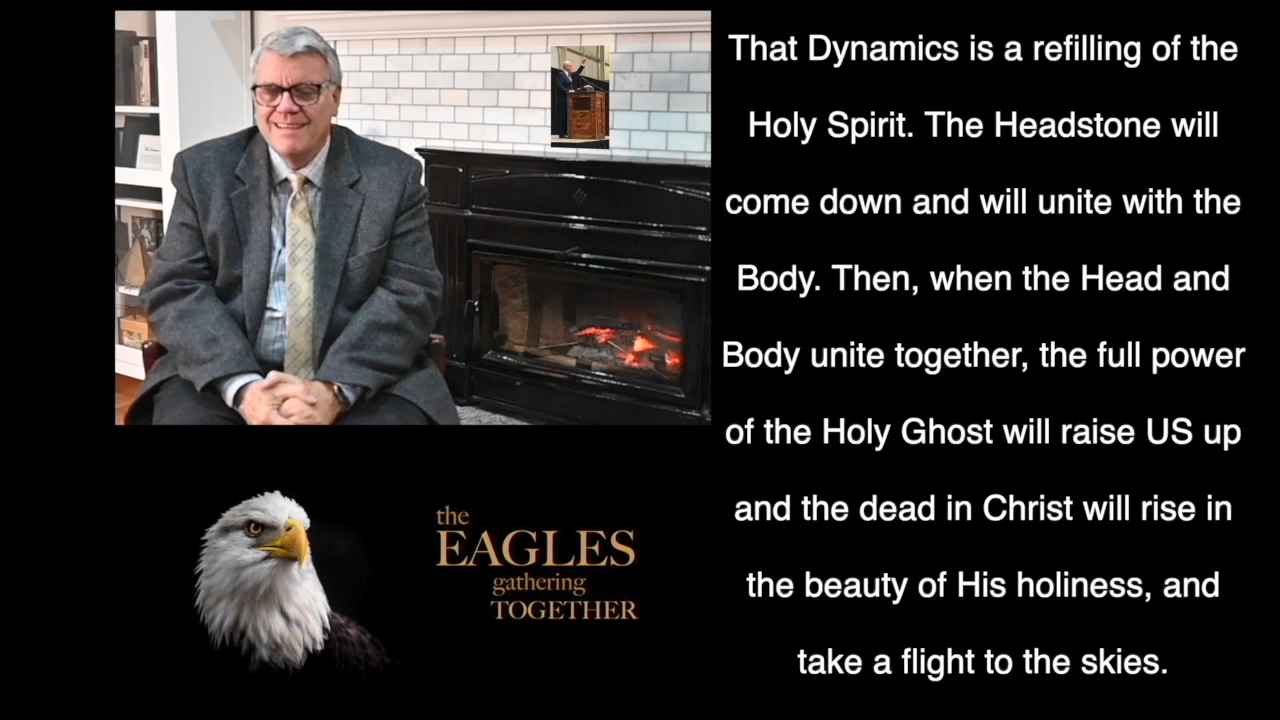 That Dynamics is a refilling of the
Holy Spirit. The Headstone will
come down and will unite with the
Body. Then, when the Head and
Body unite together, the full power
of the Holy Ghost will raise US up
and the dead in Christ will rise in
the beauty of His holiness, and
take a flight to the skies.
the
EAGLES
gathering
TOGETHER